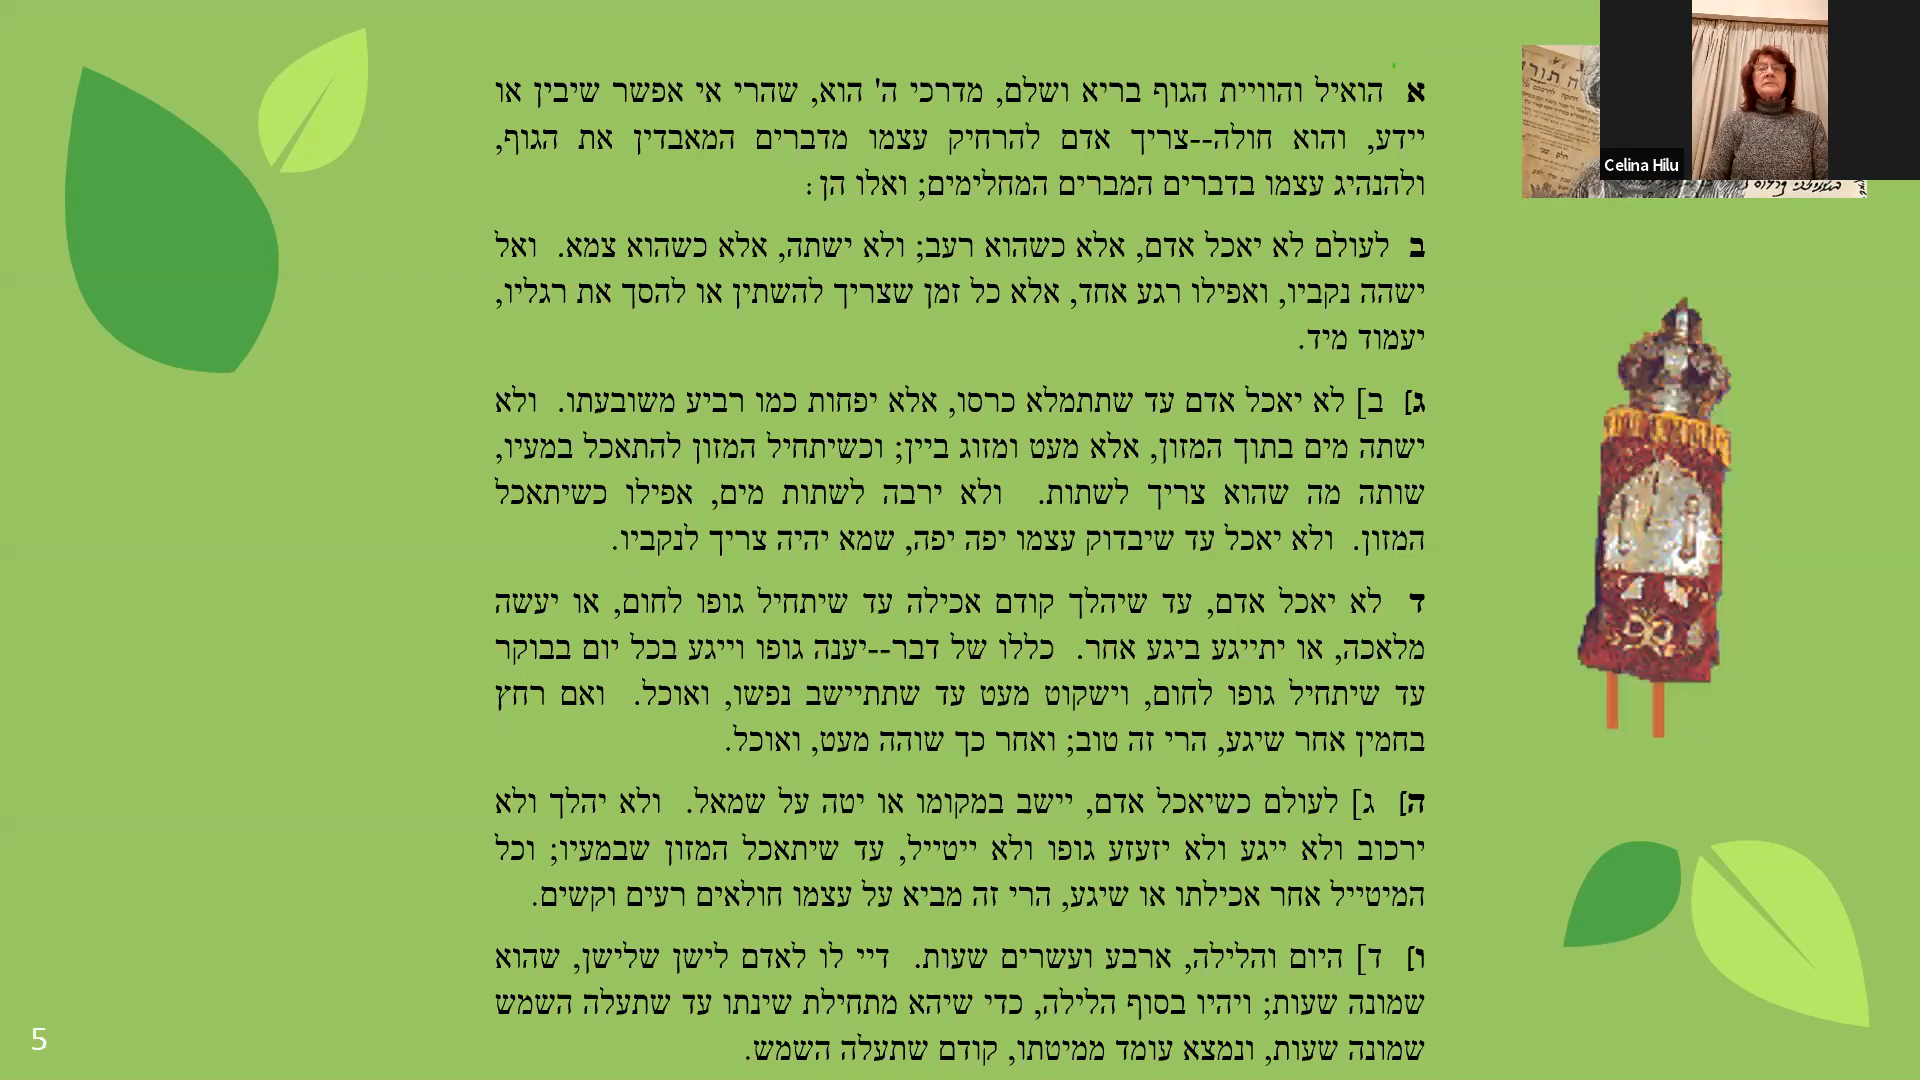 א הואיל והוויית הגוף בריא ושלם, מדרכי ה' הוא, שהרי אי אפשר שיבין או
יידע, והוא חולה--צריך אדם להרחיק עצמו מדברים המאבדין את הגוף,
ולהנהיג עצמו בדברים המברים המחלימים; ואלו הן:
ב לעולם לא יאכל אדם, אלא כשהוא רעב; ולא ישתה, אלא כשהוא צמא. ואל
ישהה נקביו, ואפילו רגע אחד, אלא כל זמן שצריך להשתין או להסך את רגליו,
יעמוד מיד.
ג] ב] לא יאכל אדם עד שתתמלא כרסו, אלא יפחות כמו רביע משובעתו. ולא
ישתה מים בתוך המזון, אלא מעט ומזוג ביין; וכשיתחיל המזון להתאכל במעיו,
שותה מה שהוא צריך לשתות. ולא ירבה לשתות מים, אפילו כשיתאכל
המזון. ולא יאכל עד שיבדוק עצמו יפה יפה, שמא יהיה צריך לנקביו.
ד לא יאכל אדם, עד שיהלך קודם אכילה עד שיתחיל גופו לחום, או יעשה
מלאכה, או יתייגע ביגע אחר. כללו של דבר--יענה גופו וייגע בכל יום בבוקר
עד שיתחיל גופו לחום, וישקוט מעט עד שתתיישב נפשו, ואוכל. ואם רחץ
בחמין אחר שיגע, הרי זה טוב; ואחר כך שוהה מעט, ואוכל.
ה] ג] לעולם כשיאכל אדם, יישב במקומו או יטה על שמאל. ולא יהלך ולא
ירכוב ולא ייגע ולא יזעזע גופו ולא ייטייל, עד שיתאכל המזון שבמעיו; וכל
המיטייל אחר אכילתו או שיגע, הרי זה מביא על עצמו חולאים רעים וקשים.
ו] ד] היום והלילה, ארבע ועשרים שעות. דיי לו לאדם לישן שלישן, שהוא
שמונה שעות; ויהיו בסוף הלילה, כדי שיהא מתחילת שינתו עד שתעלה השמש
שמונה שעות, ונמצא עומד ממיטתו, קודם שתעלה השמש.
Celina Hilu
5